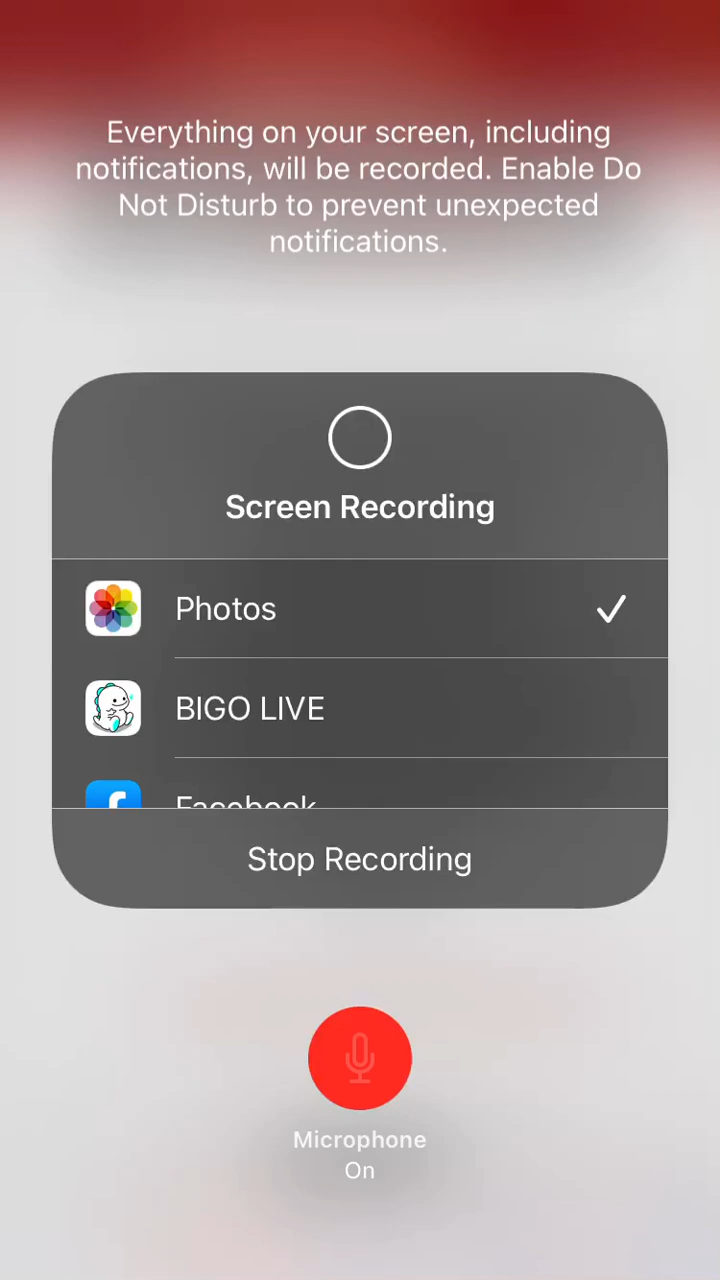 Everything on your screen, including
notifications, will be recorded. Enable Do
Not Disturb to prevent unexpected
notifications.
Screen Recording
Photos
BIGO LIVE
Facebook
Stop Recording
Microphone
On